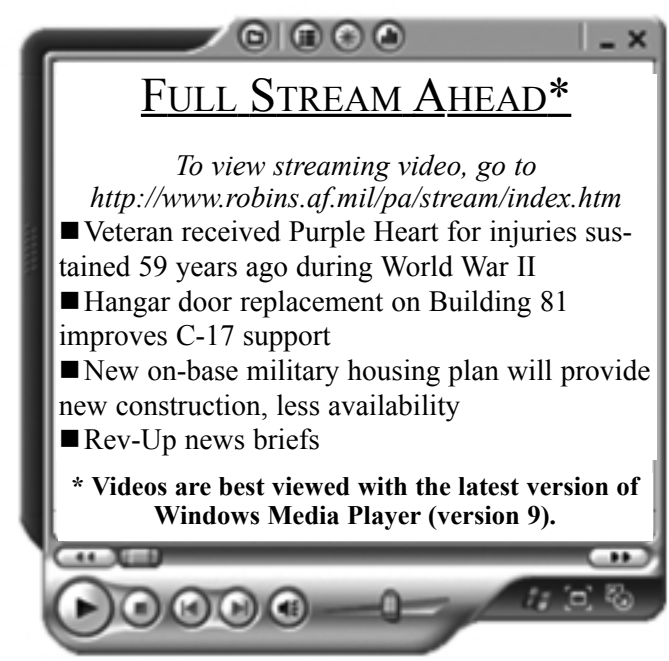 FULL STREAM AHEAD*
To view streaming video, go to
http://www.robins.af.mil/pa/stream/index.htm
■Veteran received Purple Heart for injuries sus-
tained 59 years ago during World War II
■Hangar door replacement on Building 81
improves C-17 support
■New on-base military housing plan will provide
new construction, less availability
■Rev-Up news briefs
* Videos are best viewed with the latest version of
Windows Media Player (version 9).